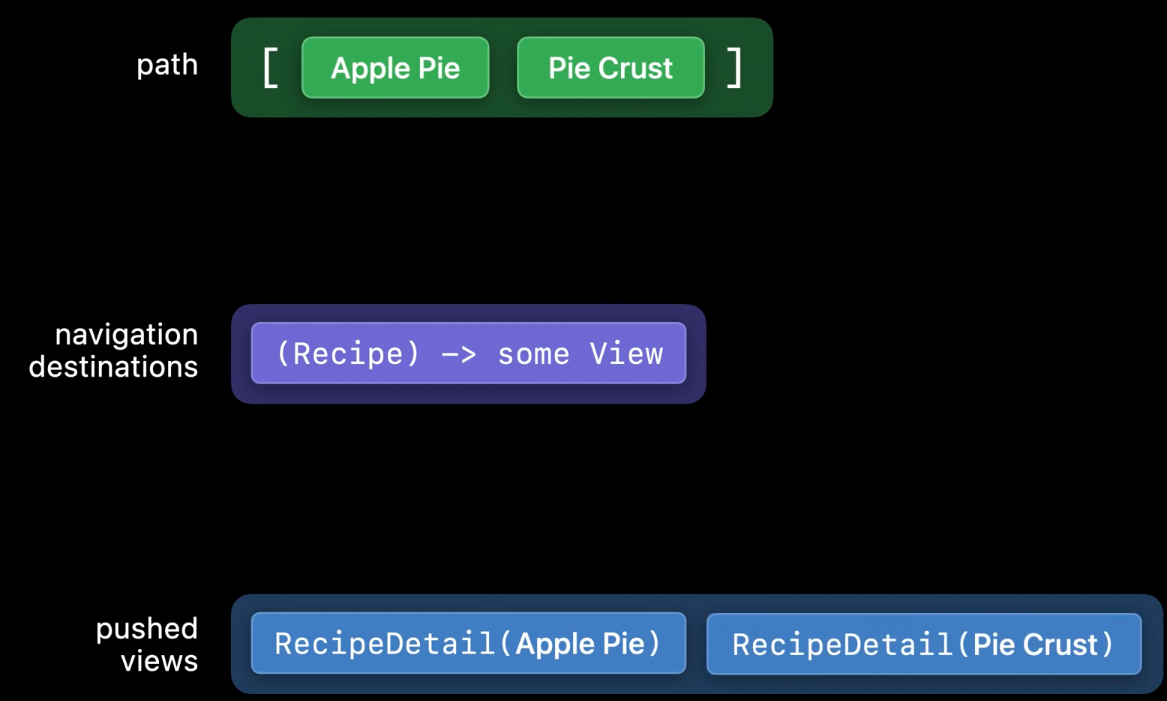 path [ Apple Pie Pie Crust ]
navigation
destinations
(Recipe) -> some View
pushed
views
RecipeDetail(Apple Pie) RecipeDetail(Pie Crust)